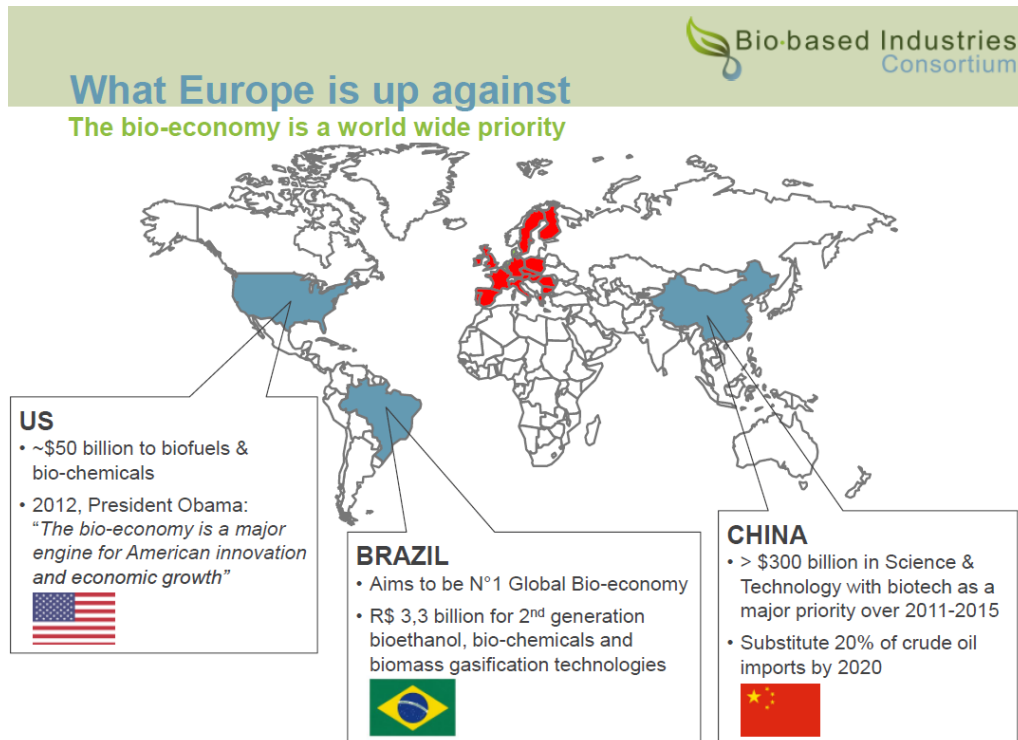 Bio-based Industries
Consortium
What Europe is up against
The bio-economy is a world wide priority
US
• ~$50 billion to biofuels &
bio-chemicals
• 2012, President Obama:
“The bio-economy is a major
engine for American innovation
and economic growth”
BRAZIL
• Aims to be N°1 Global Bio-economy
• R$ 3,3 billion for 2nd generation
bioethanol, bio-chemicals and
biomass gasification technologies
CHINA
• > $300 billion in Science &
Technology with biotech as a
major priority over 2011-2015
• Substitute 20% of crude oil
imports by 2020